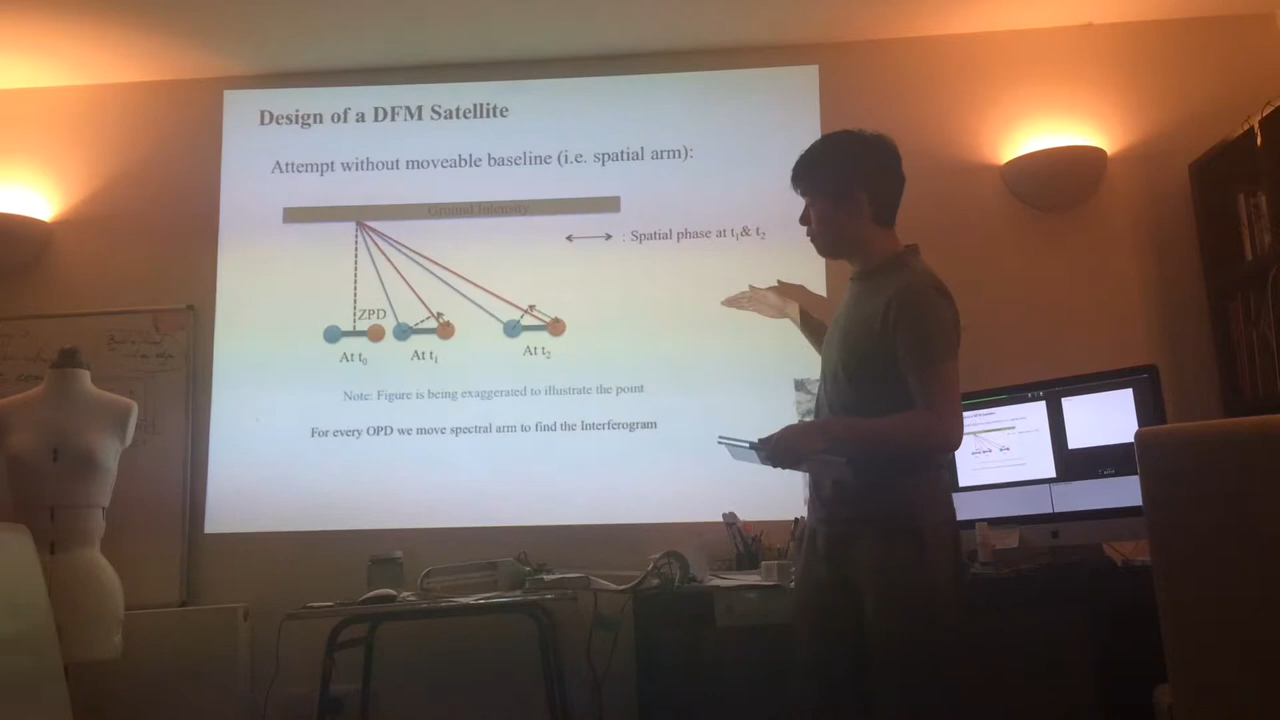 Design of a DFM Satellite
Attempt without moveable baseline (i.e. spatial arm):
Ground Intensity
: Spatial phase at t₁& t₂
ZPD
At t₀
At t₁
At t₂
Note: Figure is being exaggerated to illustrate the point
For every OPD we move spectral arm to find the Interferogram